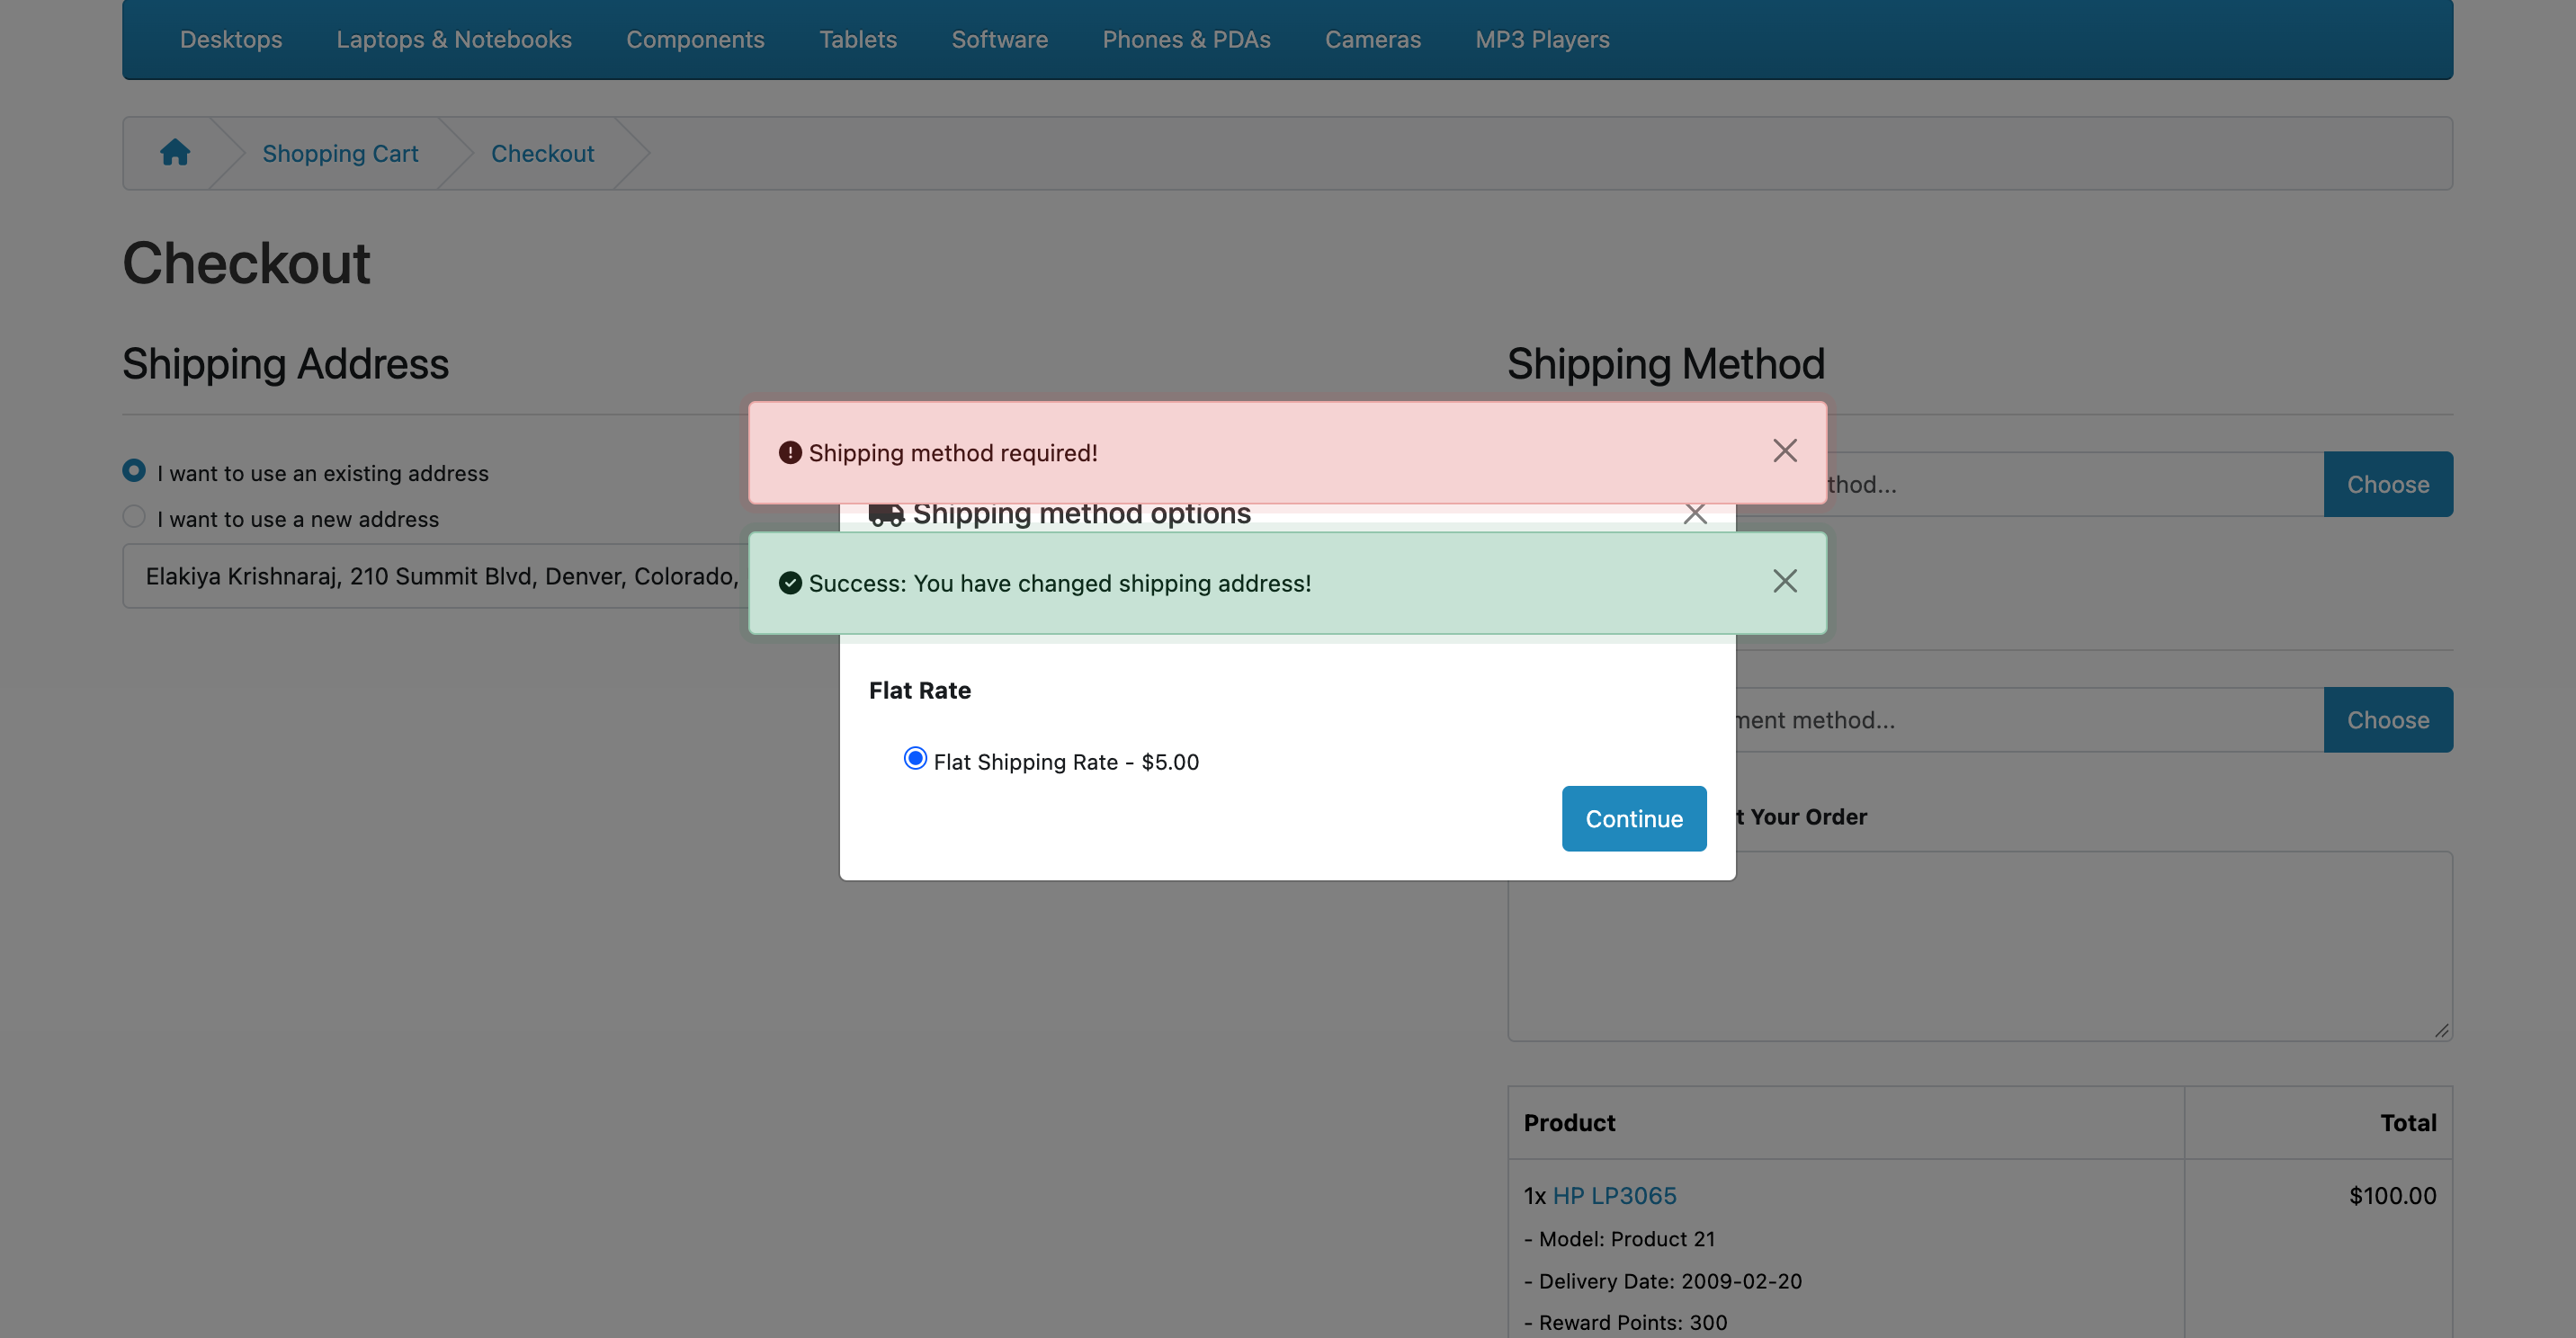 Desktops Laptops & Notebooks Components Tablets Software Phones & PDAs Cameras MP3 Players
Shopping Cart Checkout
Checkout
Shipping Address
I want to use an existing address
I want to use a new address
Elakiya Krishnaraj, 210 Summit Blvd, Denver, Colorado,
Shipping method required!
Shipping method options
Success: You have changed shipping address!
Flat Rate
Flat Shipping Rate - $5.00
Continue
Shipping Method
Choose
method...
Choose
Your Order
Product Total
1x HP LP3065 $100.00
- Model: Product 21
- Delivery Date: 2009-02-20
- Reward Points: 300